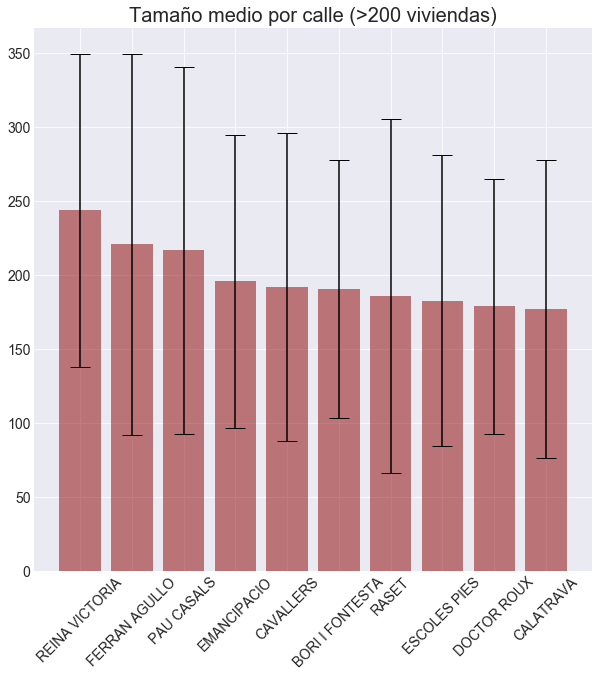 Tamaño medio por calle (>200 viviendas)
350
300
250
200
150
100
50
0
REINA VICTORIA
FERRAN AGULLO
PAU CASALS
EMANCIPACIO
CAVALLERS
BORI I FONTESTA
RASET
ESCOLES PIES
DOCTOR ROUX
CALATRAVA